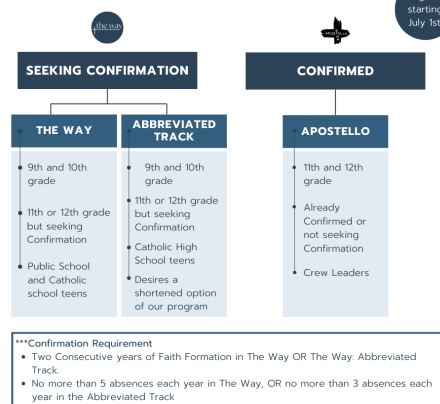 starting
July 1st
the way
APOSTELLO
SEEKING CONFIRMATION
CONFIRMED
THE WAY
ABBREVIATED
TRACK
APOSTELLO
9th and 10th
grade
11th or 12th grade
but seeking
Confirmation
Public School
and Catholic
school teens
9th and 10th
grade
11th or 12th grade
but seeking
Confirmation
Catholic High
School teens
Desires a
shortened option
of our program
11th and 12th
grade
Already
Confirmed or
not seeking
Confirmation
Crew Leaders
***Confirmation Requirement
Two Consecutive years of Faith Formation in The Way OR The Way: Abbreviated
Track.
No more than 5 absences each year in The Way, OR no more than 3 absences each
year in the Abbreviated Track